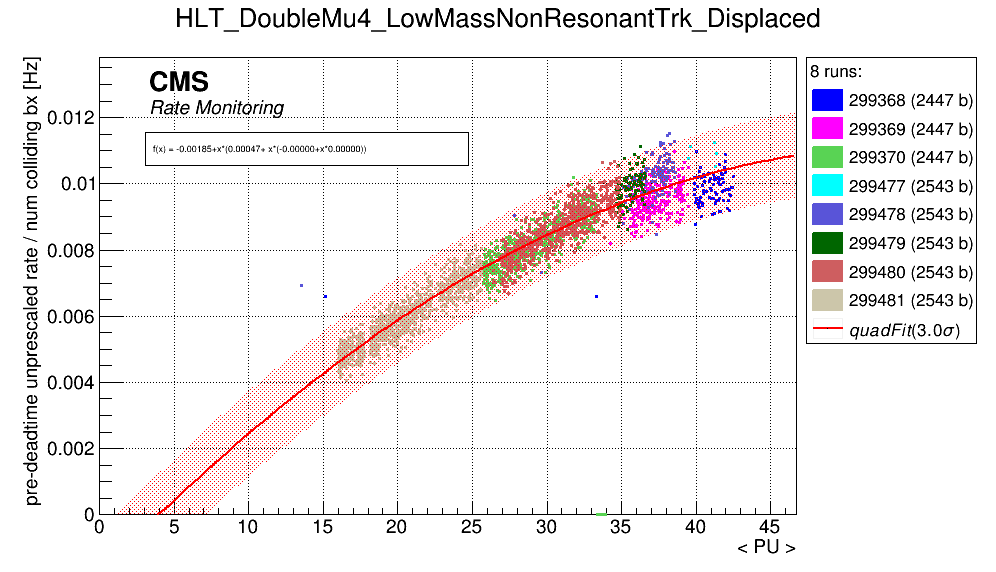 HLT_DoubleMu4_LowMassNonResonantTrk_Displaced
pre-deadtime unprescaled rate / num colliding bx [Hz]
CMS
Rate Monitoring
f(x) = -0.00185+x*(0.00047+ x*(-0.00000+x*0.00000))
0.012
0.01
0.008
0.006
0.004
0.002
0
0 5 10 15 20 25 30 35 40 45
< PU >
8 runs:
299368 (2447 b)
299369 (2447 b)
299370 (2447 b)
299477 (2543 b)
299478 (2543 b)
299479 (2543 b)
299480 (2543 b)
299481 (2543 b)
quadFit(3.0σ)